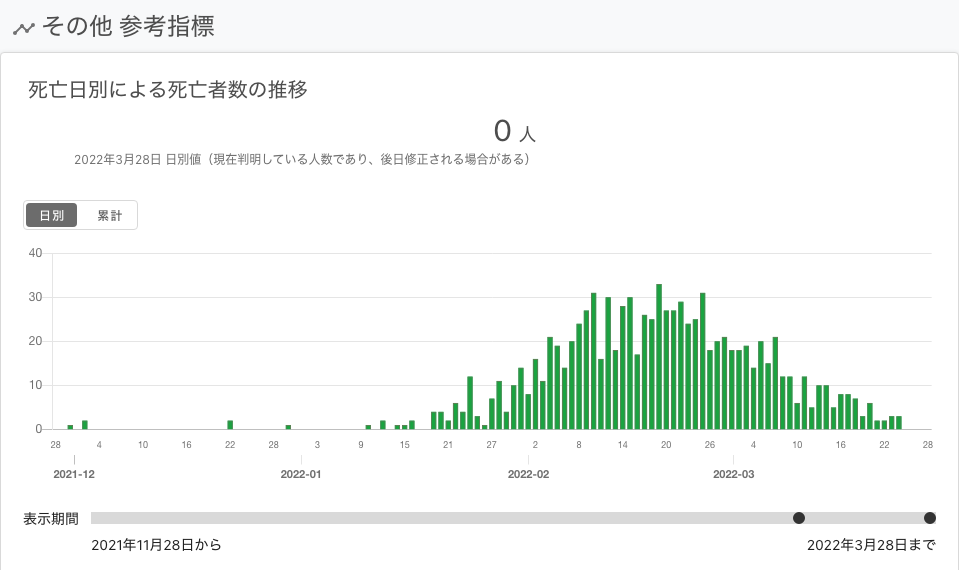 その他 参考指標
死亡日別による死亡者数の推移
0 人
2022年3月28日 日別値（現在判明している人数であり、後日修正される場合がある）
日別 累計
40
30
20
10
0
28 4 10 16 22 28 3 9 15 21 27 2 8 14 20 26 4 10 16 22 28
2021-12 2022-01 2022-02 2022-03
表示期間
2021年11月28日から 2022年3月28日まで